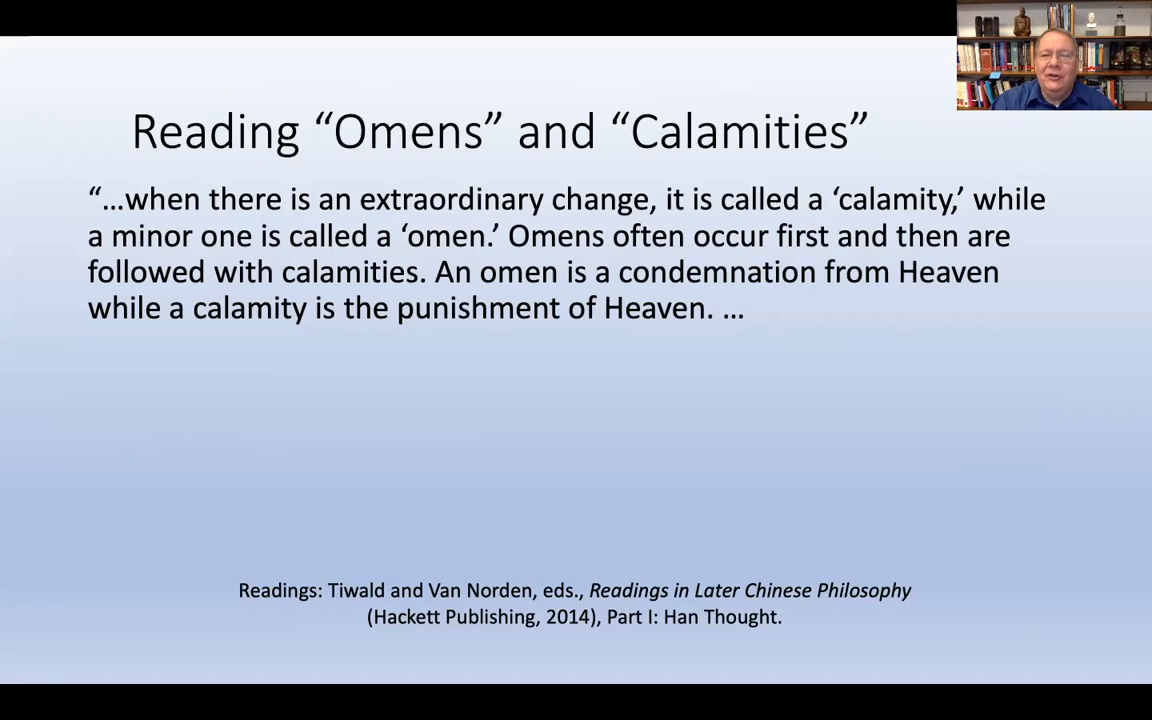 Reading “Omens” and “Calamities”
“…when there is an extraordinary change, it is called a ‘calamity,’ while
a minor one is called a ‘omen.’ Omens often occur first and then are
followed with calamities. An omen is a condemnation from Heaven
while a calamity is the punishment of Heaven. …
Readings: Tiwald and Van Norden, eds., Readings in Later Chinese Philosophy
(Hackett Publishing, 2014), Part I: Han Thought.